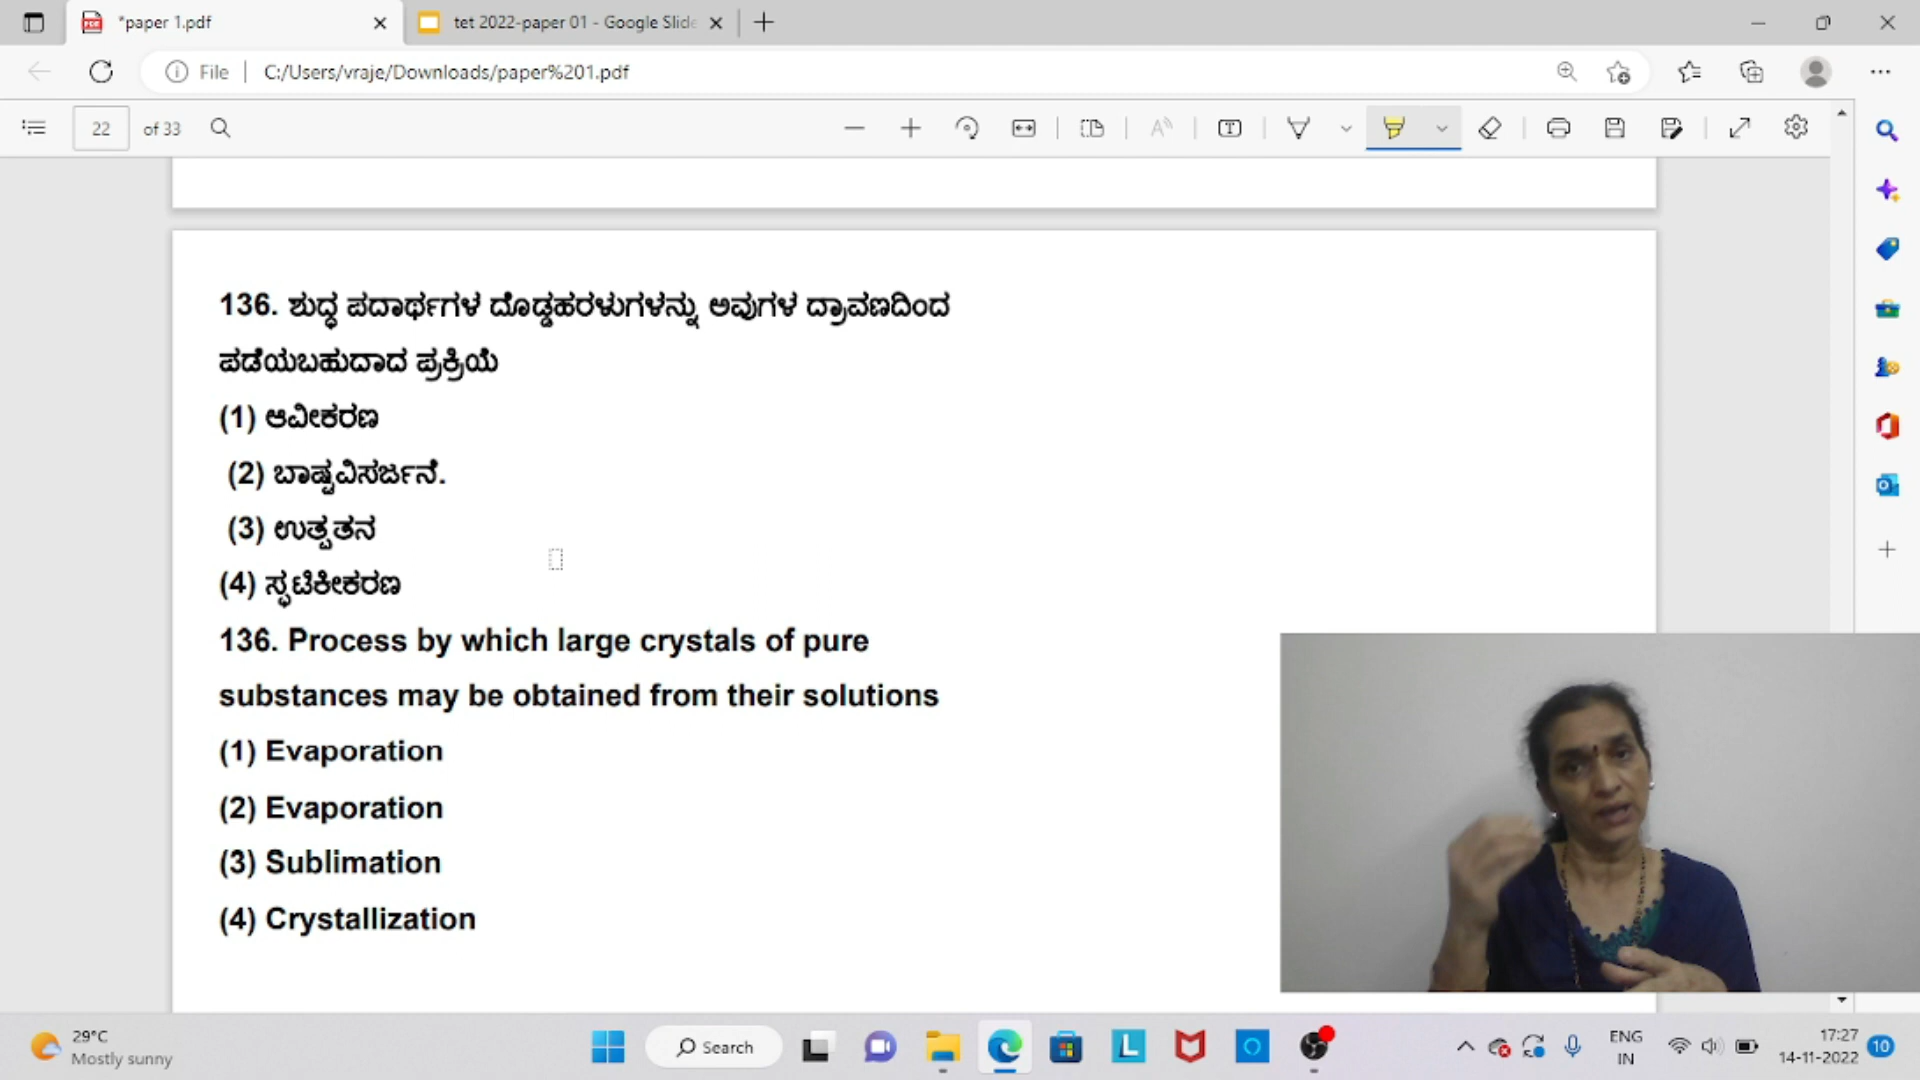 *paper 1.pdf
tet 2022-paper 01 - Google Slide
File
C:/Users/vraje/Downloads/paper%201.pdf
22 of 33
136. ಶುದ್ಧ ಪದಾರ್ಥಗಳ ದೊಡ್ಡಹರಳುಗಳನ್ನು ಅವುಗಳ ದ್ರಾವಣದಿಂದ
ಪಡೆಯಬಹುದಾದ ಪ್ರಕ್ರಿಯೆ
(1) ಆವೀಕರಣ
(2) ಬಾಷ್ಪವಿಸರ್ಜನೆ.
(3) ಉತ್ಪತನ
(4) ಸ್ಫಟಿಕೀಕರಣ
136. Process by which large crystals of pure
substances may be obtained from their solutions
(1) Evaporation
(2) Evaporation
(3) Sublimation
(4) Crystallization
29°C
Mostly sunny
Search
ENG
IN
17:27
14-11-2022
10